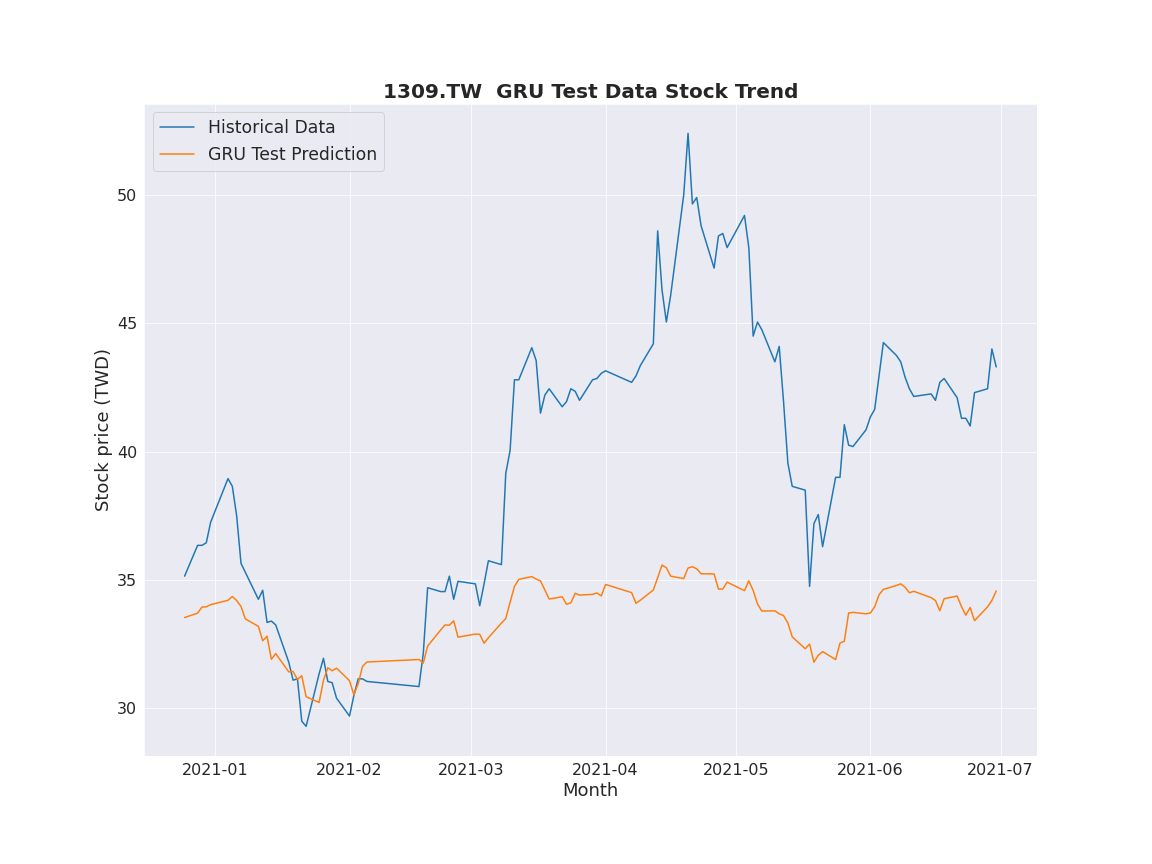 1309.TW  GRU Test Data Stock Trend
Historical Data
GRU Test Prediction
50
45
40
35
30
Stock price (TWD)
2021-01 2021-02 2021-03 2021-04 2021-05 2021-06 2021-07
Month